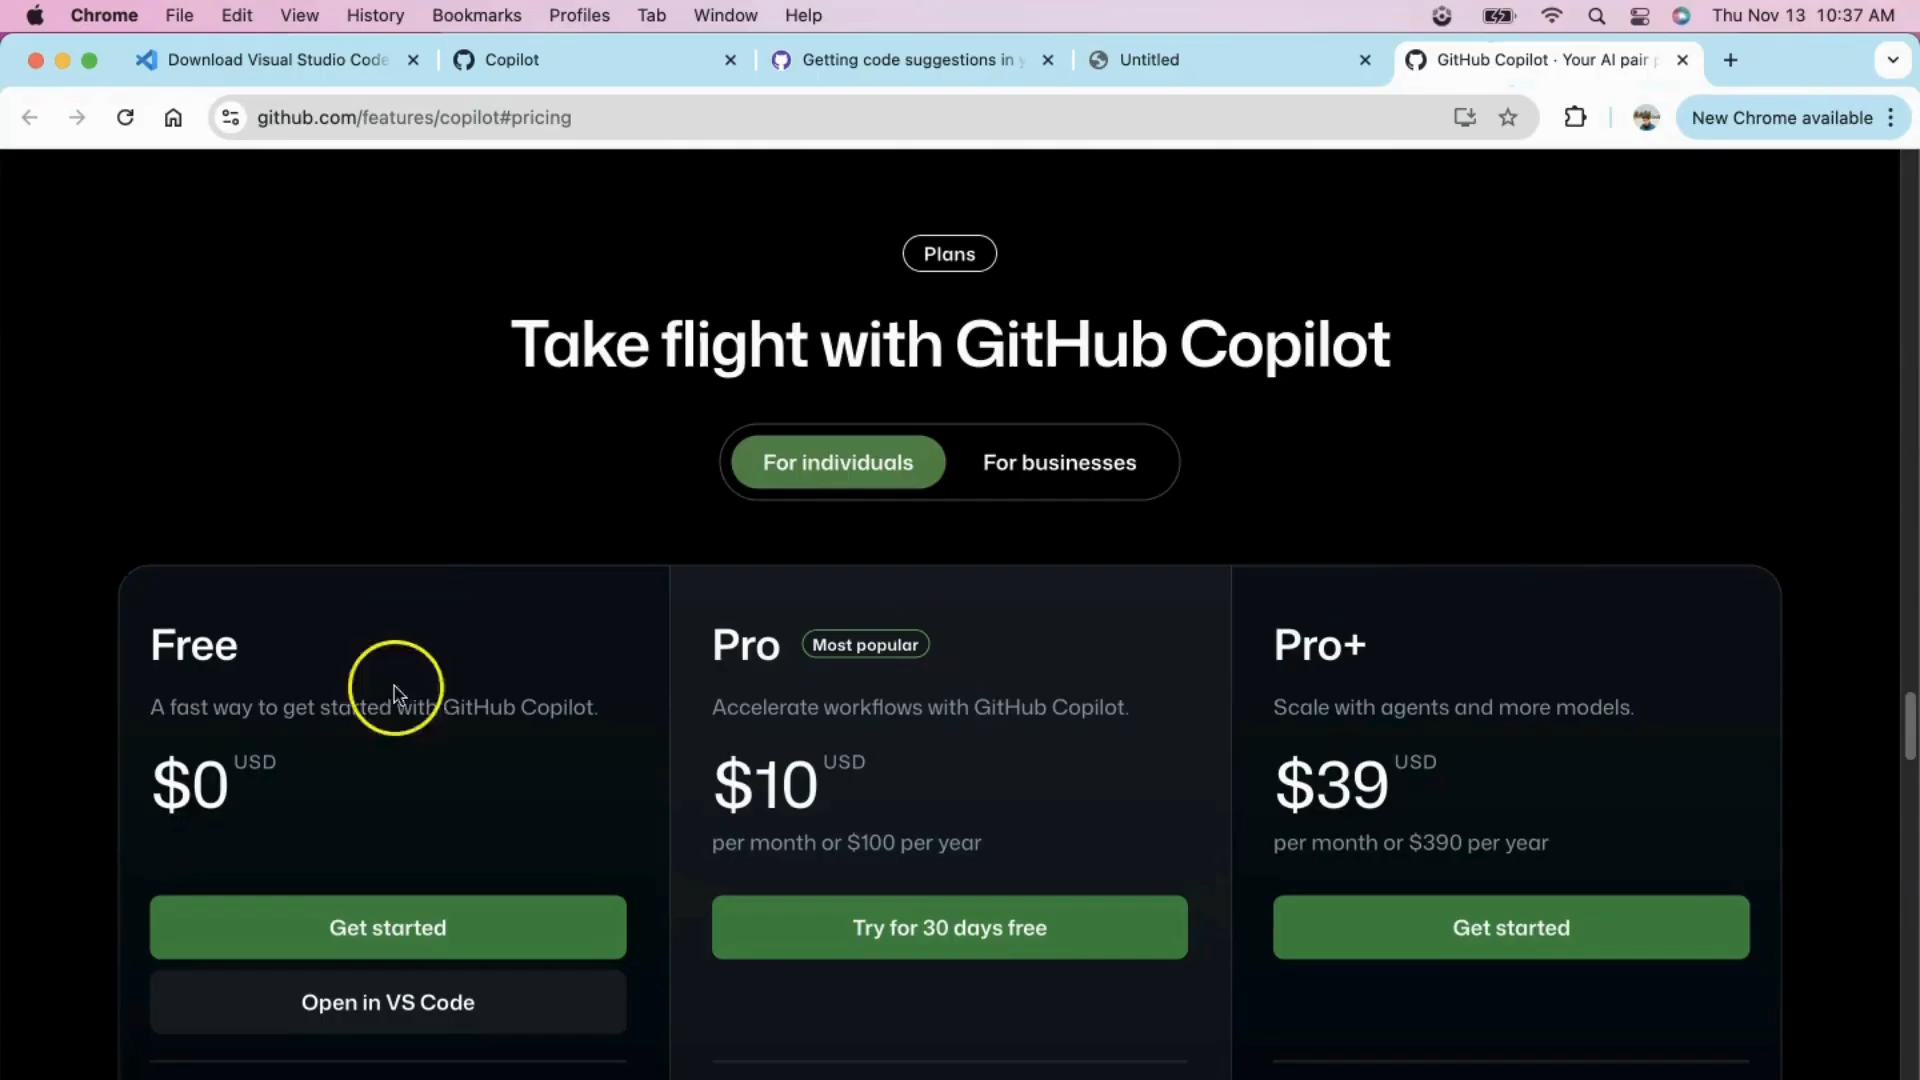 Chrome File Edit View History Bookmarks Profiles Tab Window Help Thu Nov 13 10:37 AM
Download Visual Studio Code Copilot Getting code suggestions in y Untitled GitHub Copilot · Your AI pair p
github.com/features/copilot#pricing New Chrome available
Plans
Take flight with GitHub Copilot
For individuals For businesses
Free
A fast way to get started with GitHub Copilot.
$0 USD
Get started
Open in VS Code
Pro Most popular
Accelerate workflows with GitHub Copilot.
$10 USD
per month or $100 per year
Try for 30 days free
Pro+
Scale with agents and more models.
$39 USD
per month or $390 per year
Get started